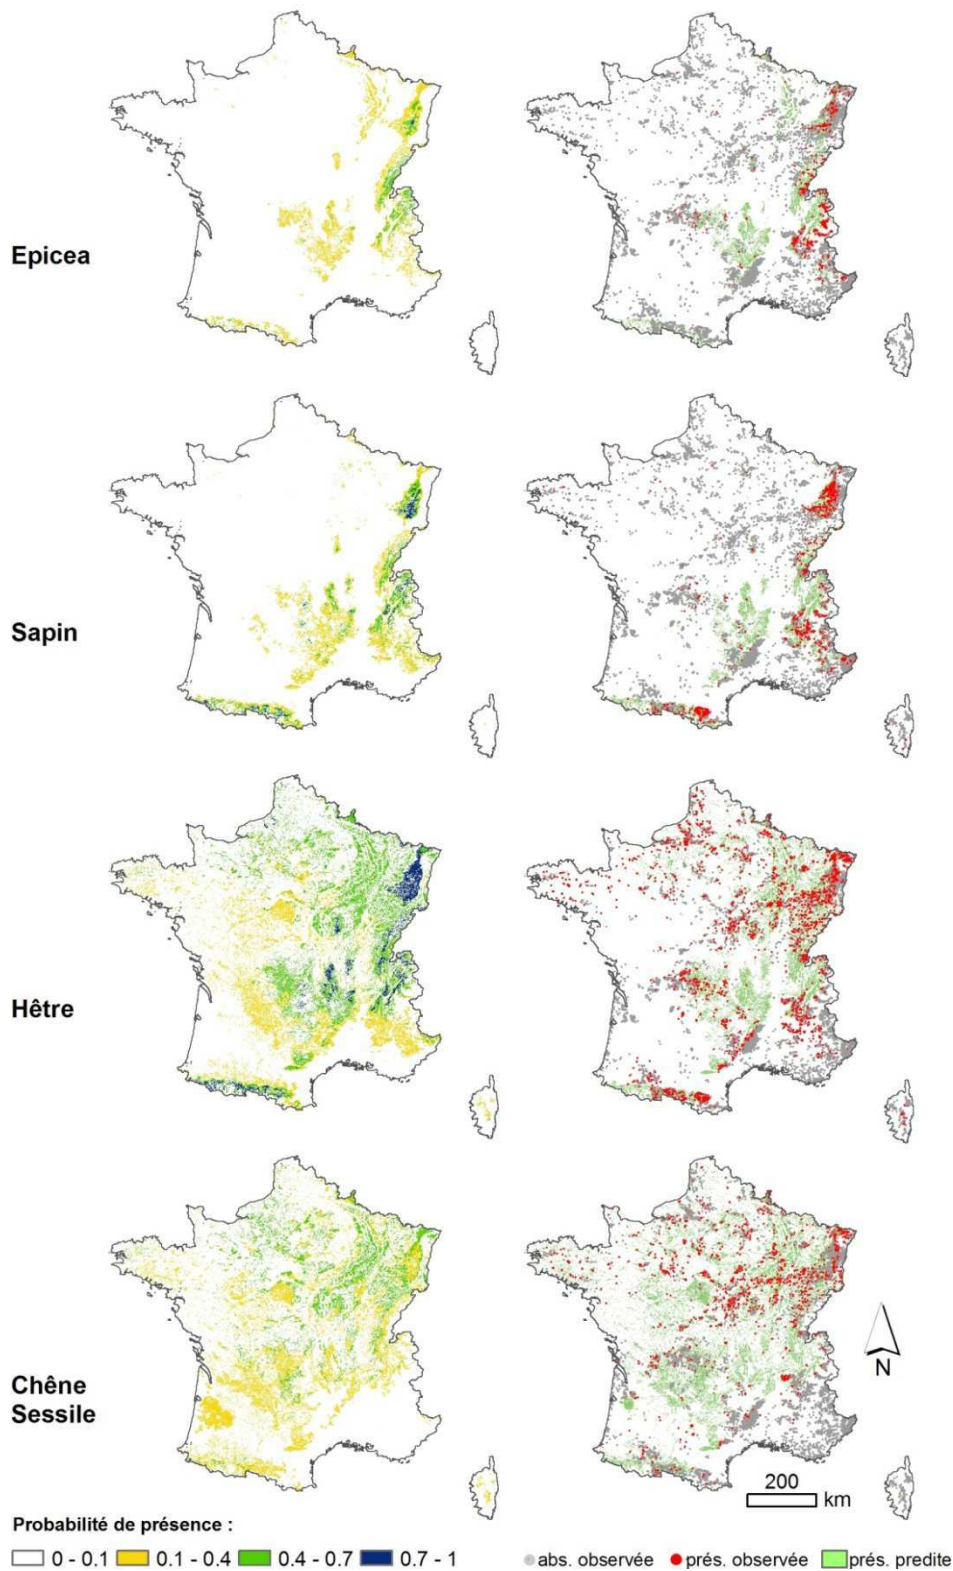 Epicea
Sapin
Hêtre
Chêne
Sessile
N
200
km
Probabilité de présence :
0 - 0.1 0.1 - 0.4 0.4 - 0.7 0.7 - 1
abs. observée prés. observée prés. predite